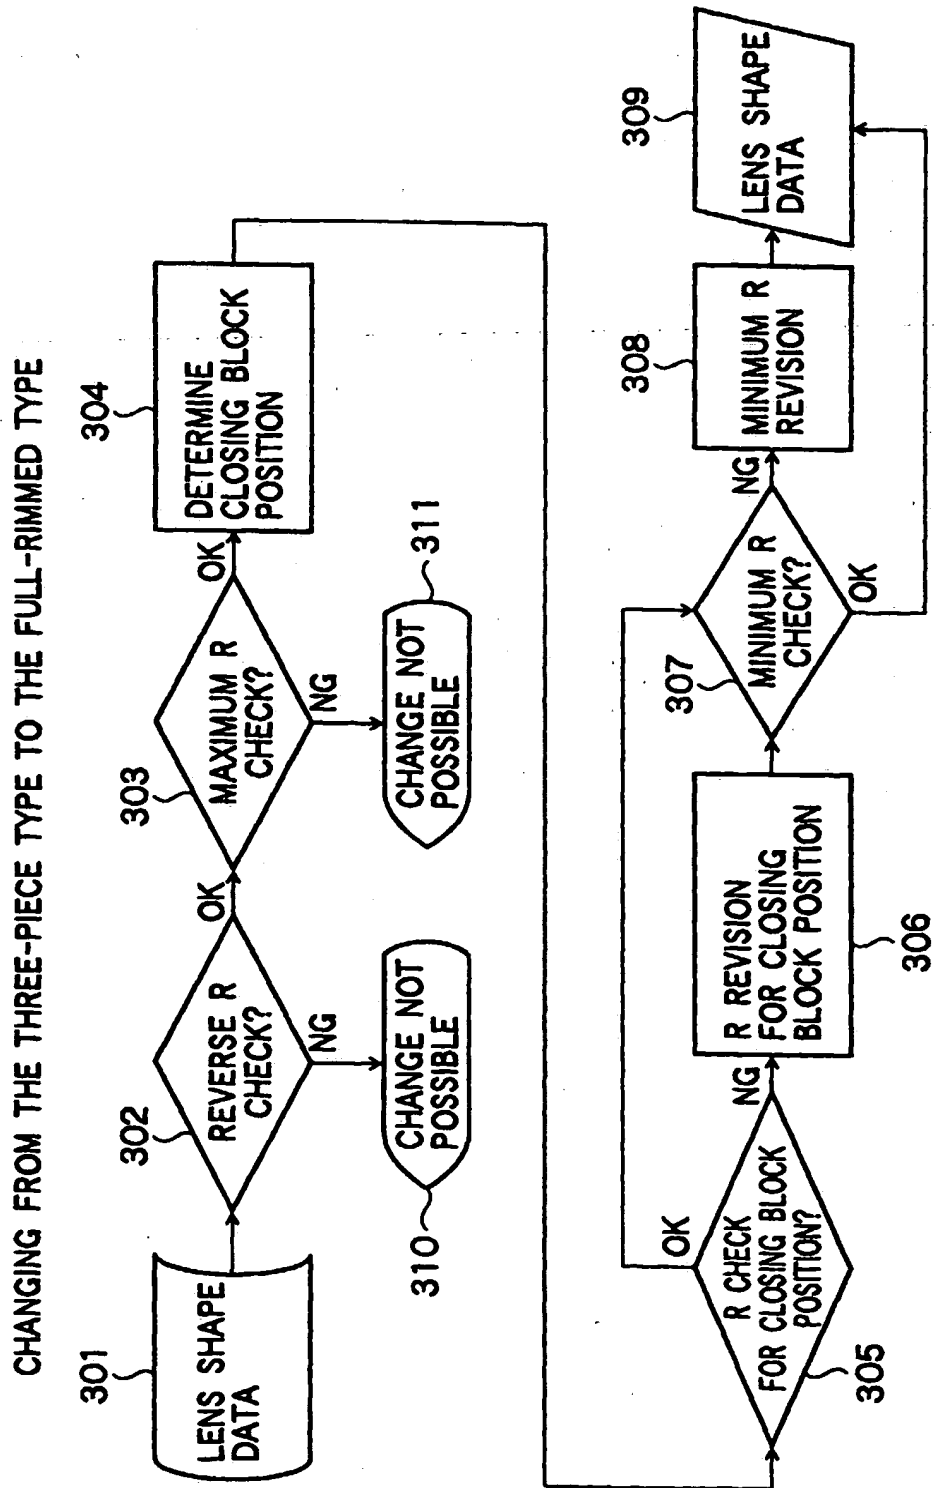 CHANGING FROM THE THREE-PIECE TYPE TO THE FULL-RIMMED TYPE
301
LENS SHAPE
DATA
302
REVERSE R
CHECK?
OK
NG
310
CHANGE NOT
POSSIBLE
303
MAXIMUM R
CHECK?
OK
NG
311
CHANGE NOT
POSSIBLE
304
DETERMINE
CLOSING BLOCK
POSITION
305
R CHECK
FOR CLOSING BLOCK
POSITION?
OK
NG
306
R REVISION
FOR CLOSING
BLOCK POSITION
307
MINIMUM R
CHECK?
NG
OK
308
MINIMUM R
REVISION
309
LENS SHAPE
DATA